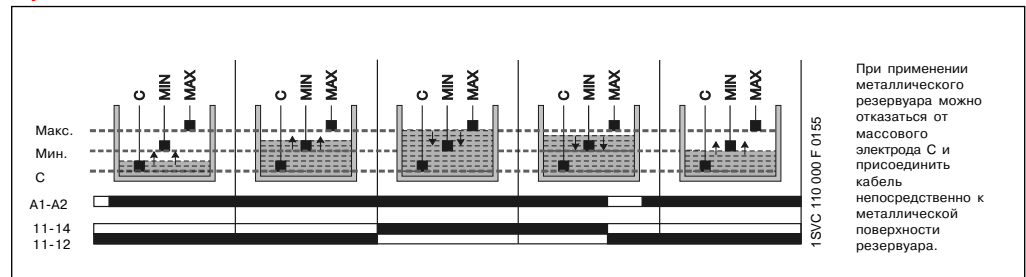 C MIN MAX
C MIN MAX
C MIN MAX
C MIN MAX
C MIN MAX
Макс.
Мин.
C
A1-A2
11-14
11-12
1SVC 110 000 F 0155
При применении
металлического
резервуара можно
отказаться от
массового
электрода С и
присоединить
кабель
непосредственно к
металлической
поверхности
резервуара.